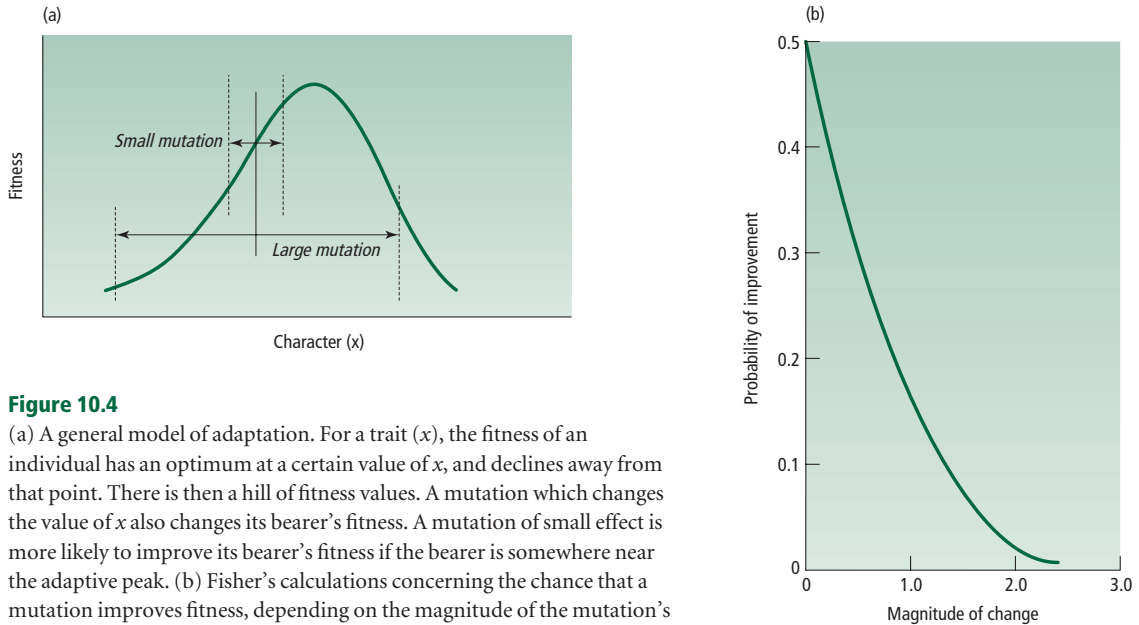 (a)
Fitness
Small mutation
Large mutation
Character (x)
Figure 10.4
(a) A general model of adaptation. For a trait (x), the fitness of an
individual has an optimum at a certain value of x, and declines away from
that point. There is then a hill of fitness values. A mutation which changes
the value of x also changes its bearer’s fitness. A mutation of small effect is
more likely to improve its bearer’s fitness if the bearer is somewhere near
the adaptive peak. (b) Fisher’s calculations concerning the chance that a
mutation improves fitness, depending on the magnitude of the mutation’s
(b)
Probability of improvement
0.5
0.4
0.3
0.2
0.1
0
0 1.0 2.0 3.0
Magnitude of change